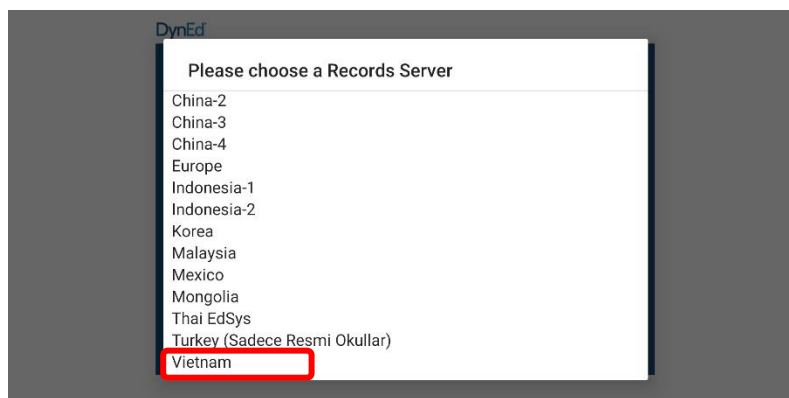 DynEd
Please choose a Records Server
China-2
China-3
China-4
Europe
Indonesia-1
Indonesia-2
Korea
Malaysia
Mexico
Mongolia
Thai EdSys
Turkey (Sadece Resmi Okullar)
Vietnam